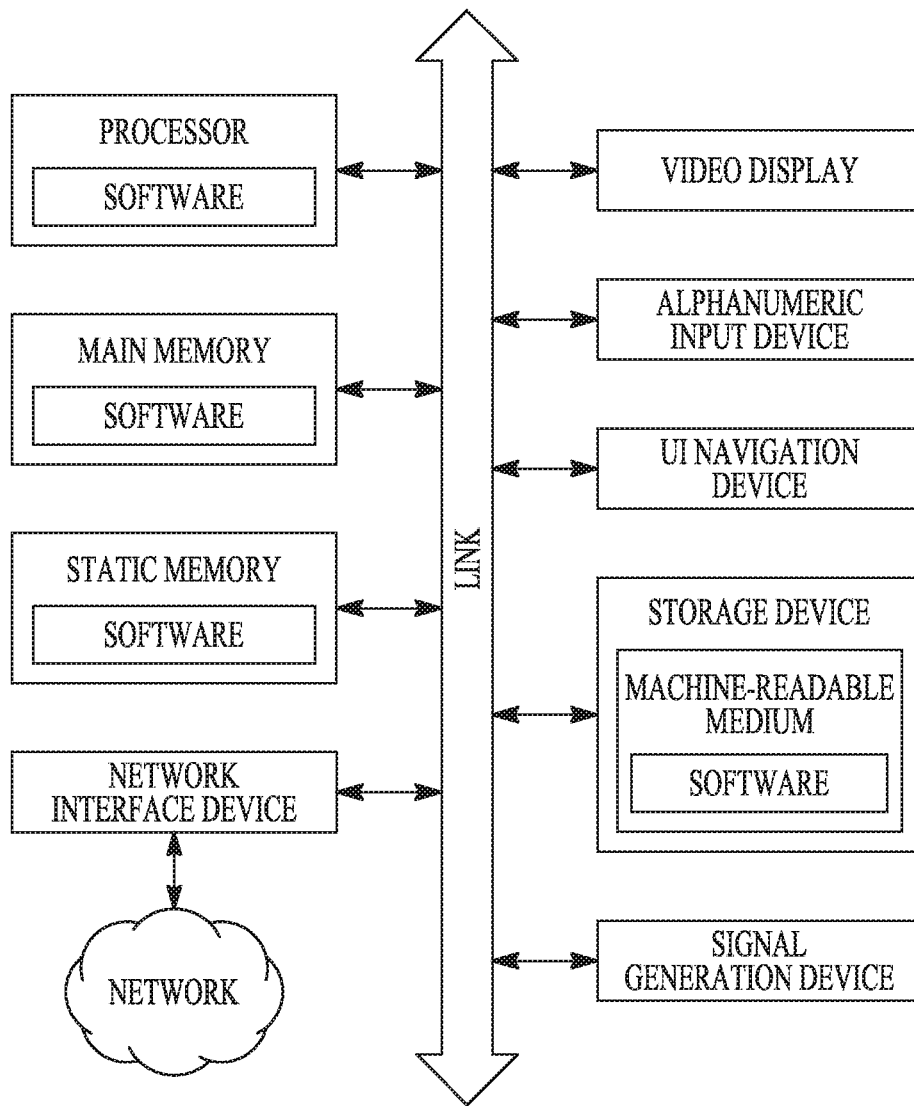 PROCESSOR
SOFTWARE
MAIN MEMORY
SOFTWARE
STATIC MEMORY
SOFTWARE
NETWORK
INTERFACE DEVICE
NETWORK
LINK
VIDEO DISPLAY
ALPHANUMERIC
INPUT DEVICE
UI NAVIGATION
DEVICE
STORAGE DEVICE
MACHINE-READABLE
MEDIUM
SOFTWARE
SIGNAL
GENERATION DEVICE